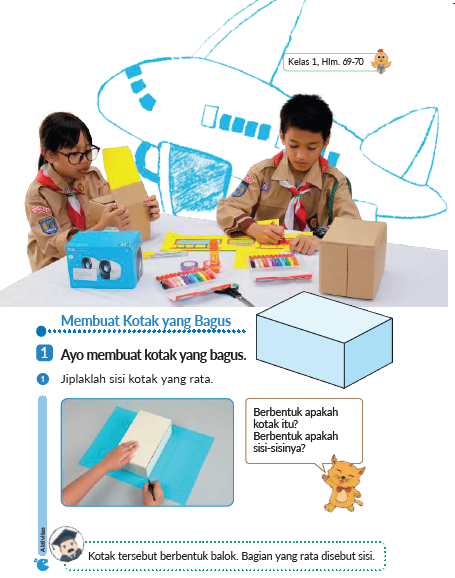 Kelas 1, Hlm. 69-70
Membuat Kotak yang Bagus
1 Ayo membuat kotak yang bagus.
1 Jiplaklah sisi kotak yang rata.
Berbentuk apakah
kotak itu?
Berbentuk apakah
sisi-sisinya?
Aktivitas
Kotak tersebut berbentuk balok. Bagian yang rata disebut sisi.